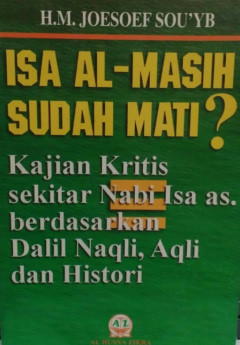 H.M. JOESOEF SOU'YB
ISA AL-MASIH
SUDAH MATI?
Kajian Kritis
sekitar Nabi Isa as.
berdasarkan
Dalil Naqli, Aqli
dan Histori